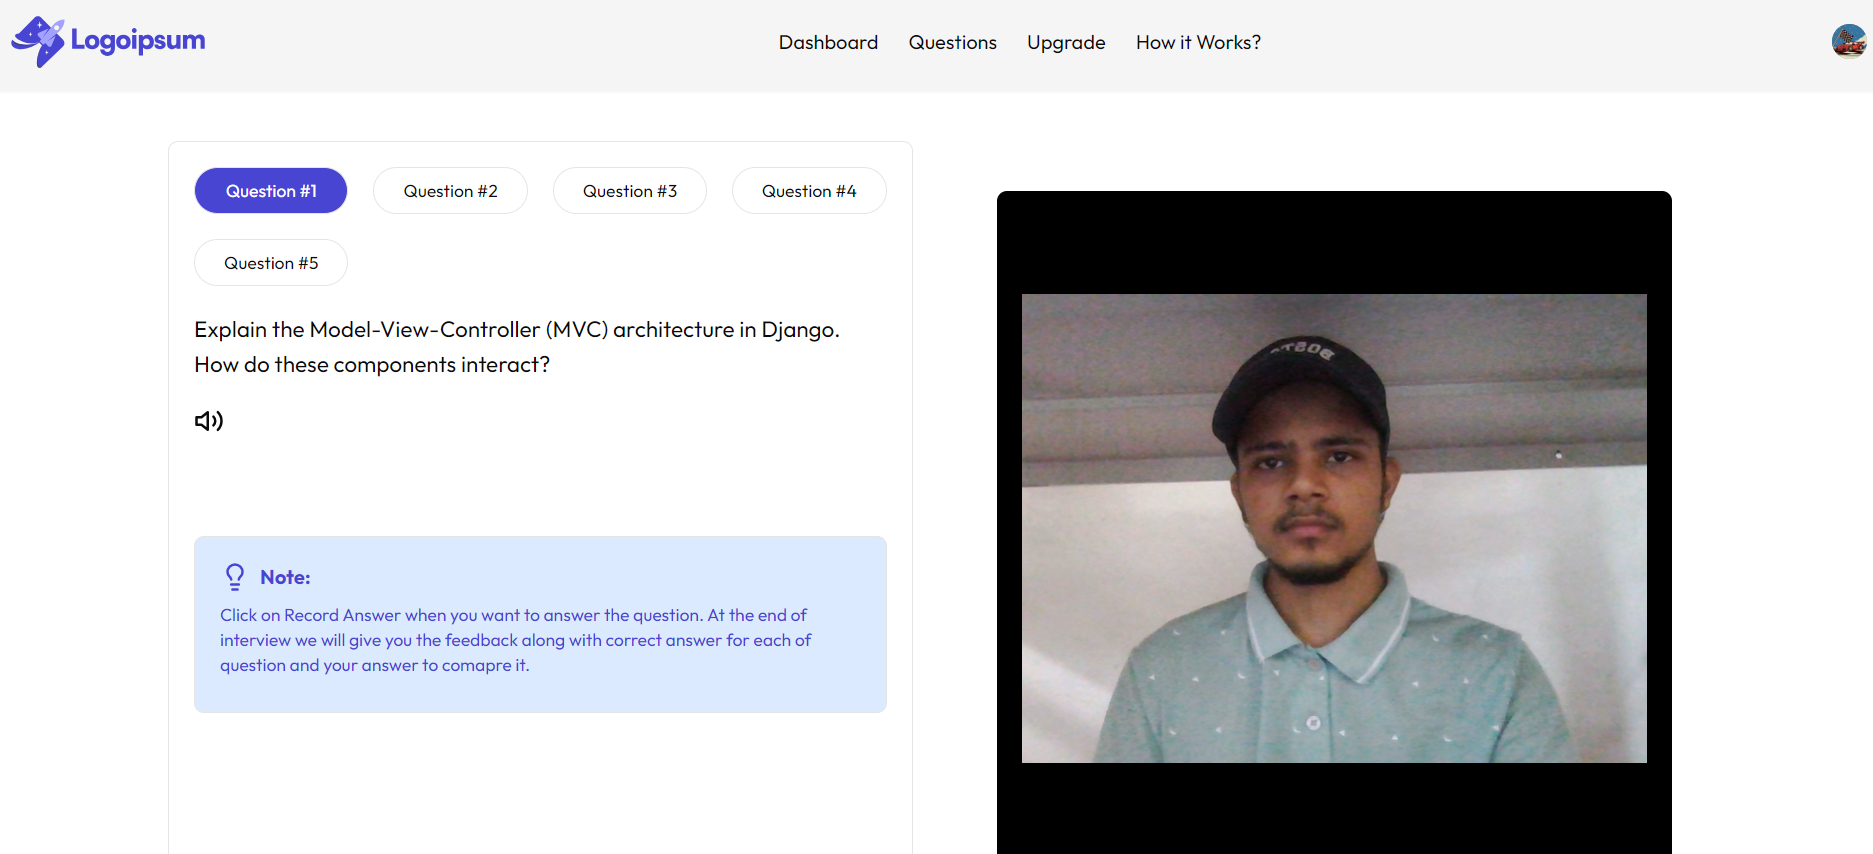 Logoipsum
Dashboard
Questions
Upgrade
How it Works?
Question #1
Question #2
Question #3
Question #4
Question #5
Explain the Model-View-Controller (MVC) architecture in Django.
How do these components interact?
Note:
Click on Record Answer when you want to answer the question. At the end of
interview we will give you the feedback along with correct answer for each of
question and your answer to comapre it.